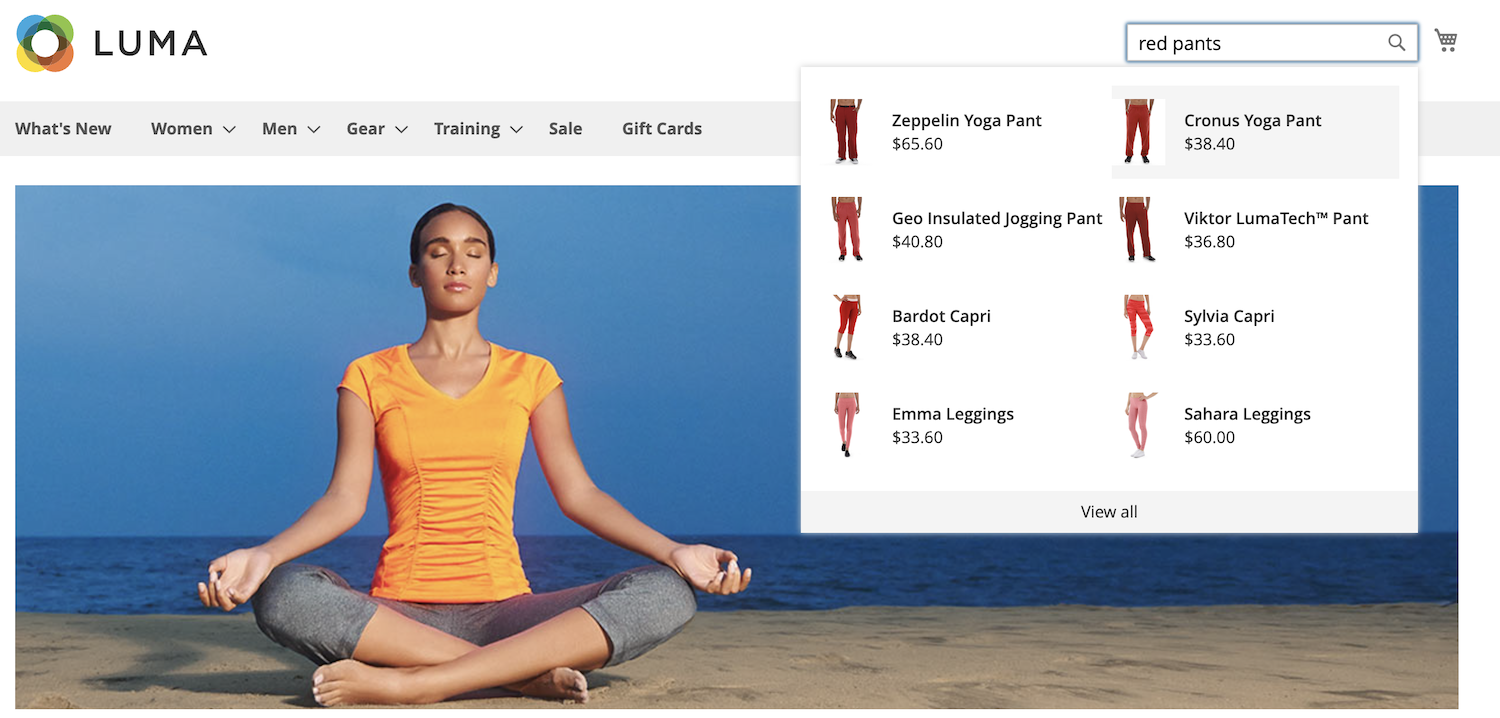 LUMA
red pants
What's New Women Men Gear Training Sale Gift Cards
Zeppelin Yoga Pant
$65.60
Cronus Yoga Pant
$38.40
Geo Insulated Jogging Pant
$40.80
Viktor LumaTech™ Pant
$36.80
Bardot Capri
$38.40
Sylvia Capri
$33.60
Emma Leggings
$33.60
Sahara Leggings
$60.00
View all